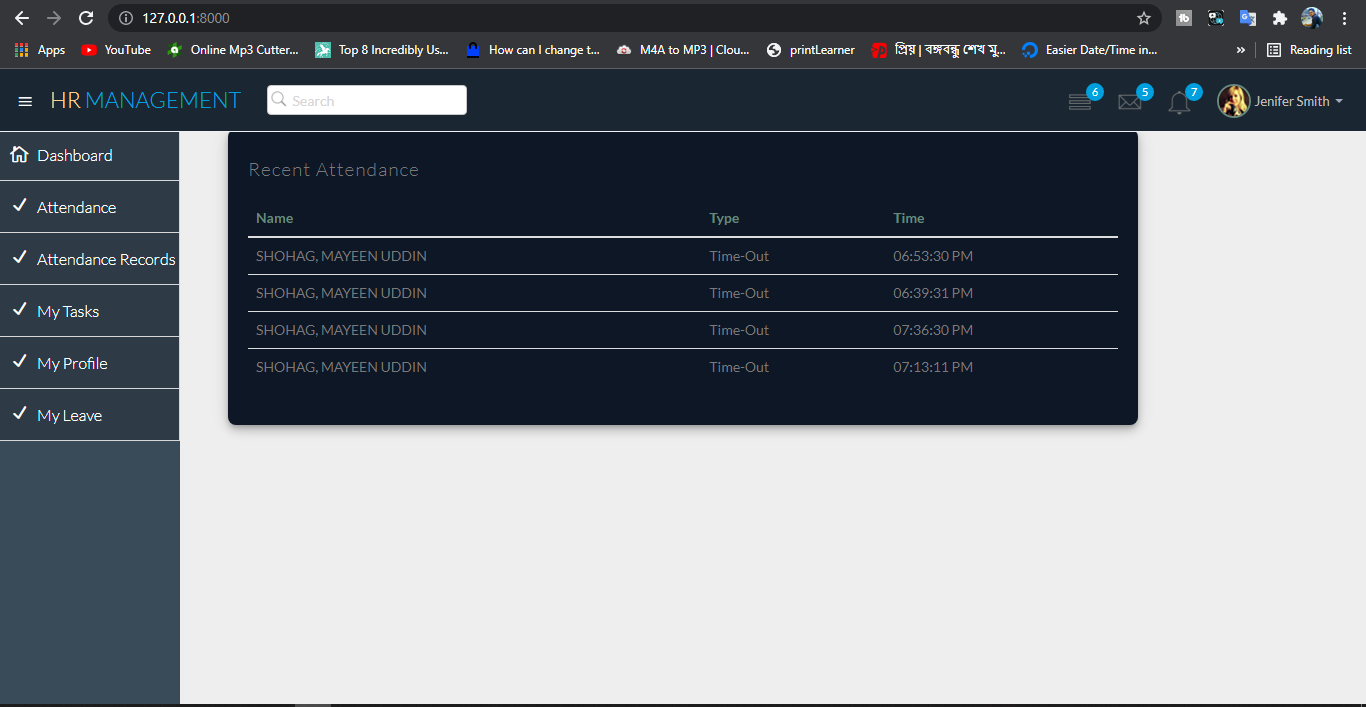 127.0.0.1:8000
Apps YouTube Online Mp3 Cutter... Top 8 Incredibly Us... How can I change t... M4A to MP3 | Clou... printLearner প্রিয় | বঙ্গবন্ধু শেখ মু... Easier Date/Time in... » Reading list
HR MANAGEMENT Search 6 5 7 Jenifer Smith
Dashboard
Attendance
Attendance Records
My Tasks
My Profile
My Leave
Recent Attendance
Name Type Time
SHOHAG, MAYEEN UDDIN Time-Out 06:53:30 PM
SHOHAG, MAYEEN UDDIN Time-Out 06:39:31 PM
SHOHAG, MAYEEN UDDIN Time-Out 07:36:30 PM
SHOHAG, MAYEEN UDDIN Time-Out 07:13:11 PM